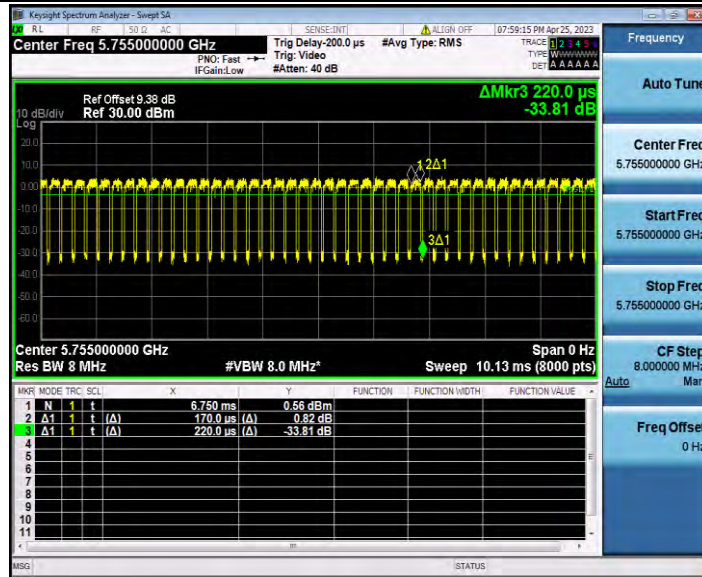 Keysight Spectrum Analyzer - Swept SA
RL RF 50 Ω AC SENSE:INT ALIGN OFF 07:59:15 PM Apr 25, 2023
Center Freq 5.755000000 GHz
PNO: Fast
IFGain:Low
Trig Delay-200.0 µs
Trig: Video
#Atten: 40 dB
#Avg Type: RMS
TRACE 1 2 3 4 5 6
TYPE W
DET A A A A A A
Ref Offset 9.38 dB
10 dB/div Ref 30.00 dBm
Log
ΔMkr3 220.0 µs
-33.81 dB
20.0
10.0
0.00
-10.0
-20.0
-30.0
-40.0
-50.0
-60.0
1 2Δ1
3Δ1
Center 5.755000000 GHz Span 0 Hz
Res BW 8 MHz #VBW 8.0 MHz* Sweep 10.13 ms (8000 pts)
MKR MODE TRC SCL X Y FUNCTION FUNCTION WIDTH FUNCTION VALUE
1 N 1 t 6.750 ms 0.56 dBm
2 Δ1 1 t (Δ) 170.0 µs (Δ) 0.82 dB
3 Δ1 1 t (Δ) 220.0 µs (Δ) -33.81 dB
4
5
6
7
8
9
10
11
MSG STATUS
Frequency
Auto Tune
Center Freq
5.755000000 GHz
Start Freq
5.755000000 GHz
Stop Freq
5.755000000 GHz
CF Step
8.000000 MHz
Auto Man
Freq Offset
0 Hz